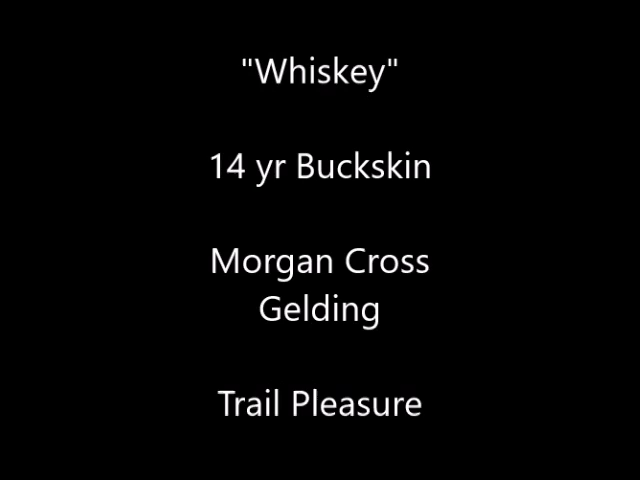 "Whiskey"
14 yr Buckskin
Morgan Cross
Gelding
Trail Pleasure